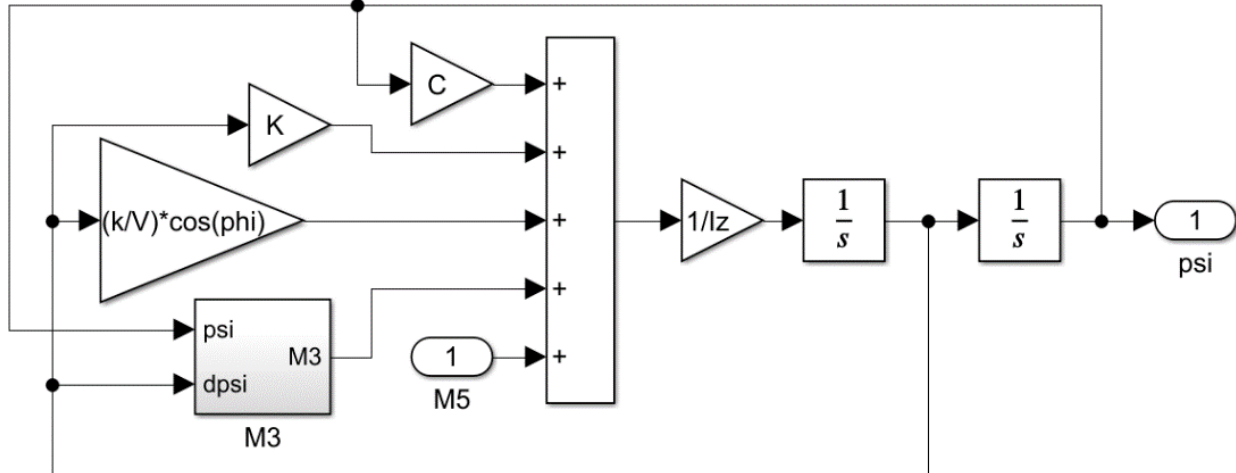 C
+
K
+
(k/V)*cos(phi)
+
1/Iz
1
s
1
s
1
psi
+
psi
M3
dpsi
M3
1
+
M5